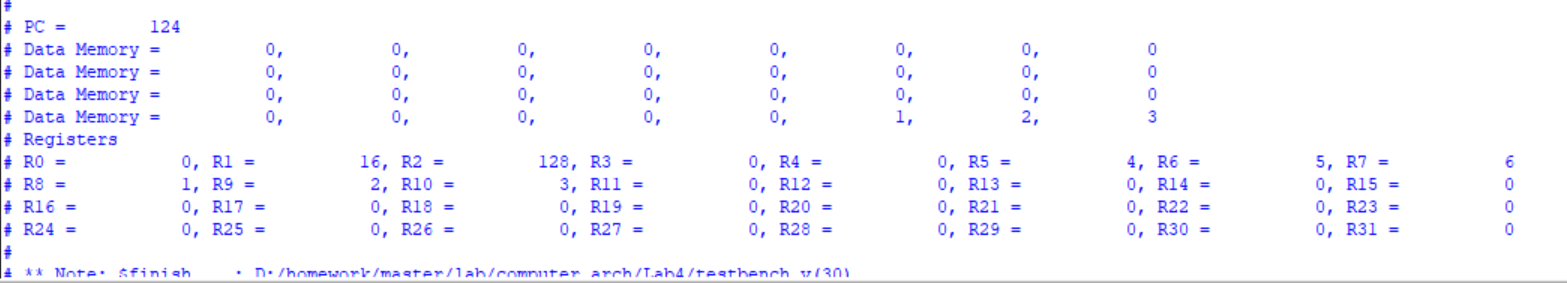 #
# PC =          124
# Data Memory =          0,          0,          0,          0,          0,          0,          0,          0
# Data Memory =          0,          0,          0,          0,          0,          0,          0,          0
# Data Memory =          0,          0,          0,          0,          0,          0,          0,          0
# Data Memory =          0,          0,          0,          0,          0,          1,          2,          3
# Registers
# R0 =          0, R1 =         16, R2 =        128, R3 =          0, R4 =          0, R5 =          4, R6 =          5, R7 =          6
# R8 =          1, R9 =          2, R10 =          3, R11 =          0, R12 =          0, R13 =          0, R14 =          0, R15 =          0
# R16 =          0, R17 =          0, R18 =          0, R19 =          0, R20 =          0, R21 =          0, R22 =          0, R23 =          0
# R24 =          0, R25 =          0, R26 =          0, R27 =          0, R28 =          0, R29 =          0, R30 =          0, R31 =          0
#
# ** Note: $finish    : D:/homework/master/lab/computer_arch/Lab4/testbench.v(30)